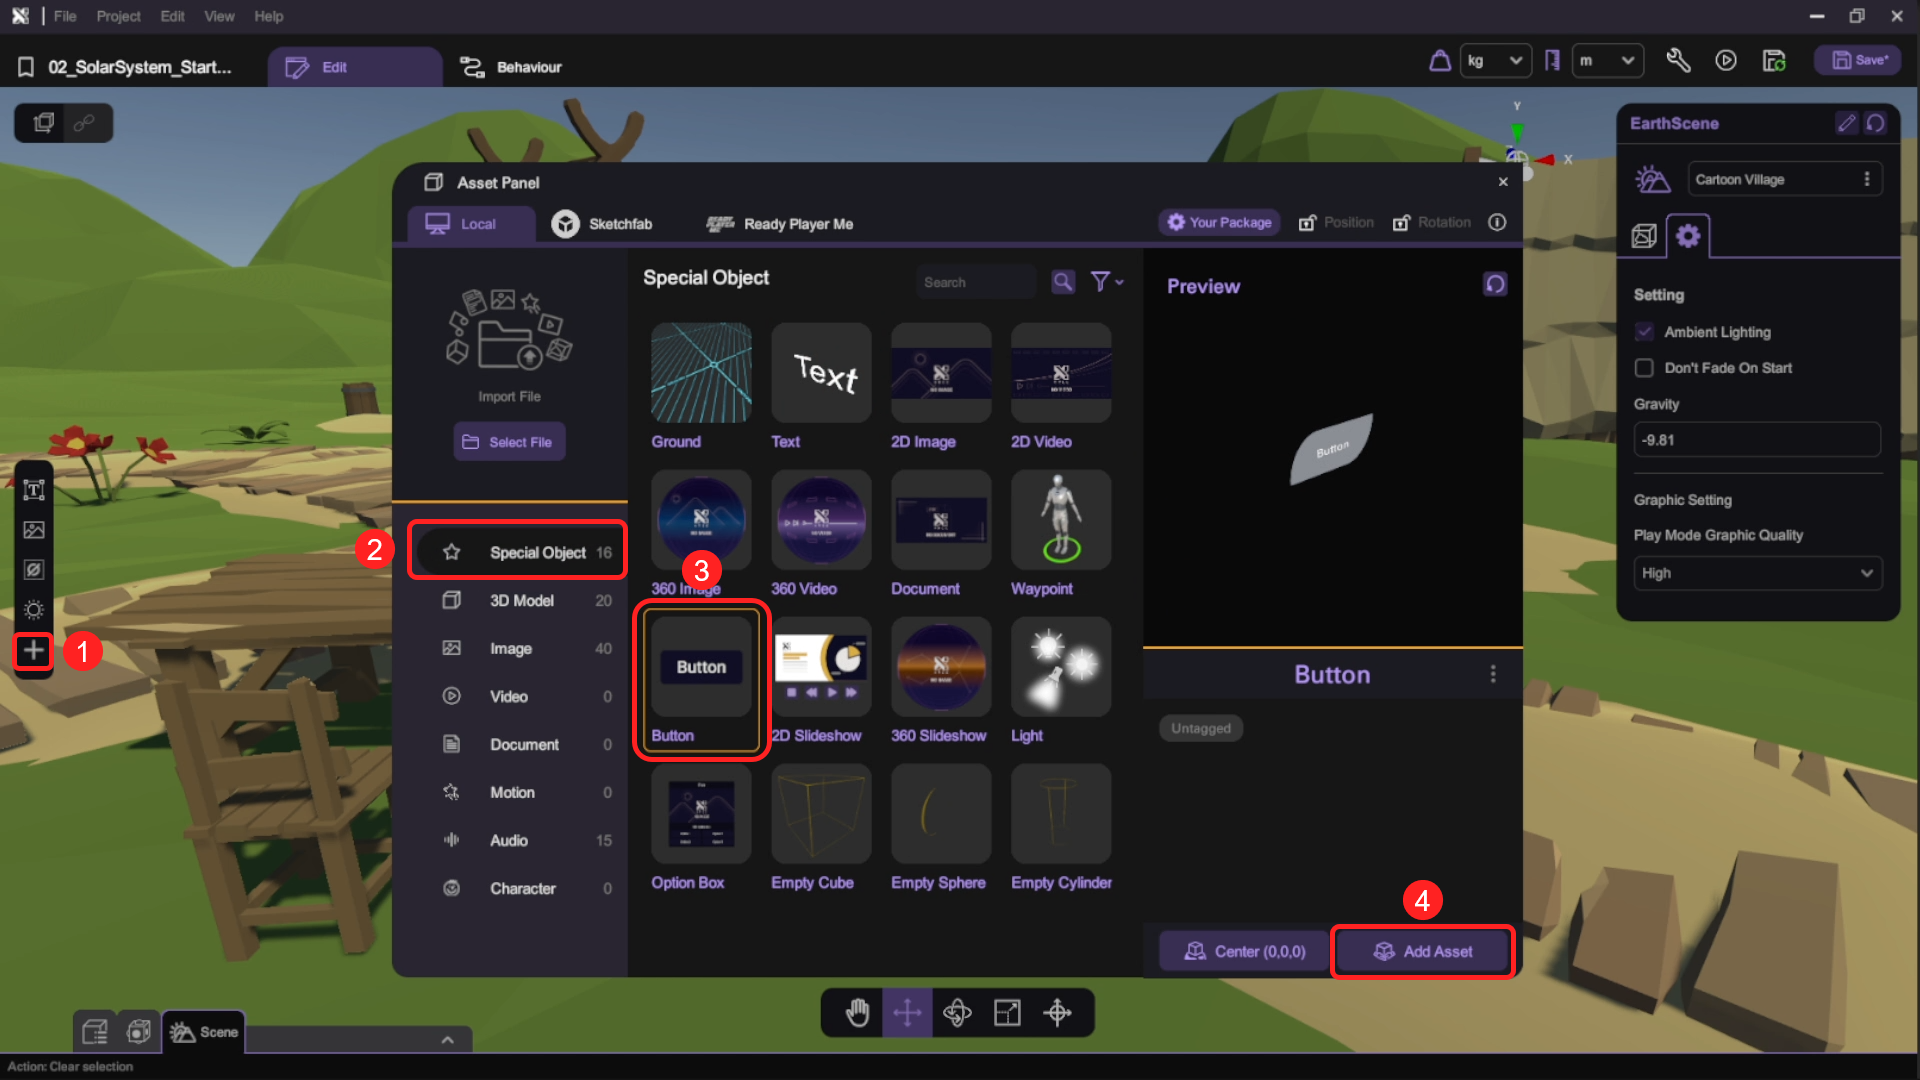 File Project Edit View Help
02_SolarSystem_Start... Edit Behaviour kg m Save*
Y
X
EarthScene
Cartoon Village
Setting
Ambient Lighting
Don't Fade On Start
Gravity
-9.81
Graphic Setting
Play Mode Graphic Quality
High
Asset Panel
Local Sketchfab Ready Player Me Your Package Position Rotation
Import File
Select File
Special Object 16
3D Model 20
Image 40
Video 0
Document 0
Motion 0
Audio 15
Character 0
Special Object Search
Text
Ground Text 2D Image 2D Video
360 Image 360 Video Document Waypoint
Button
Button 2D Slideshow 360 Slideshow Light
Option Box Empty Cube Empty Sphere Empty Cylinder
Preview
Button
Button
Untagged
Center (0,0,0) Add Asset
1
2
3
4
Scene
Action: Clear selection